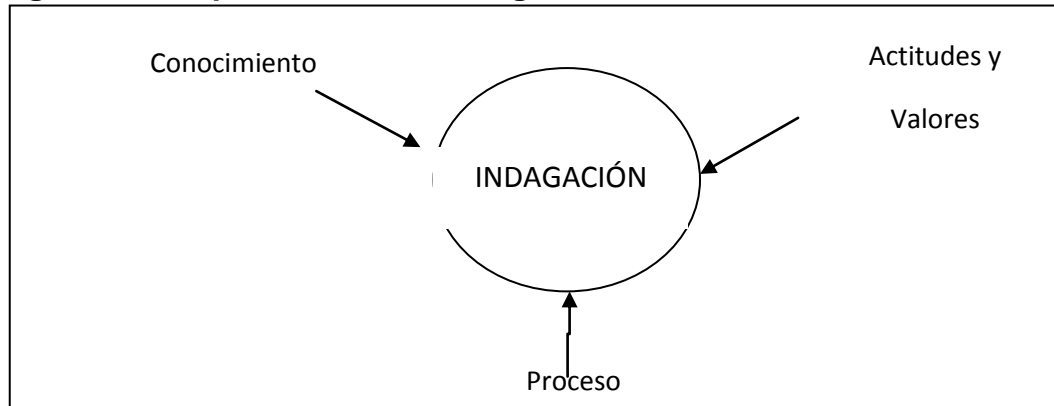 Conocimiento
Actitudes y
Valores
INDAGACIÓN
Proceso